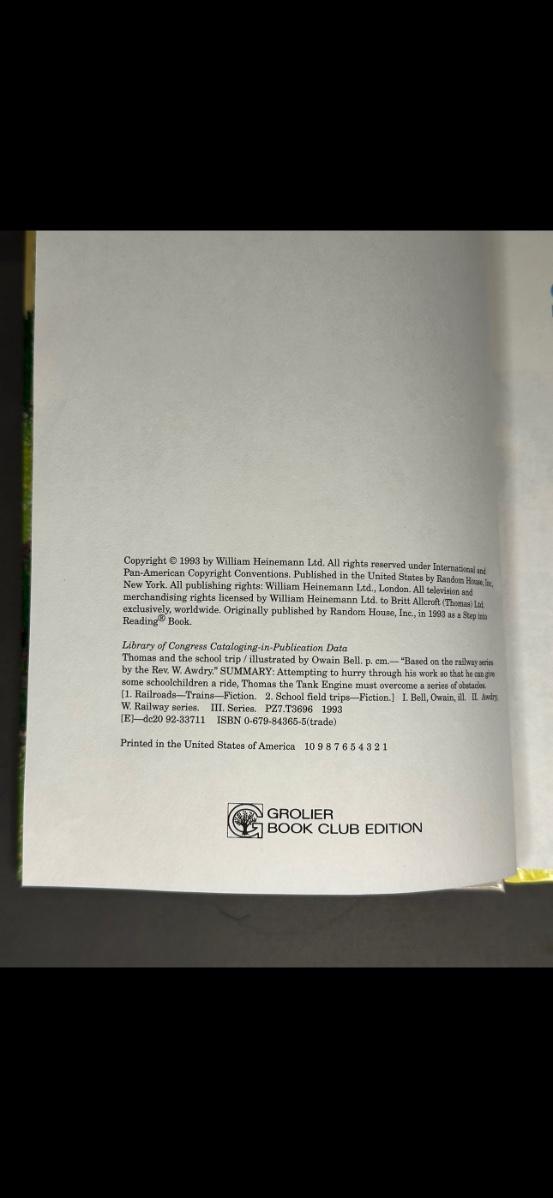 Copyright © 1993 by William Heinemann Ltd. All rights reserved under International and
Pan-American Copyright Conventions. Published in the United States by Random House, Inc,
New York. All publishing rights: William Heinemann Ltd., London. All television and
merchandising rights licensed by William Heinemann Ltd. to Britt Allcroft (Thomas) Ltd
exclusively, worldwide. Originally published by Random House, Inc., in 1993 as a Step into
Reading® Book.
Library of Congress Cataloging-in-Publication Data
Thomas and the school trip / illustrated by Owain Bell. p. cm.—"Based on the railway series
by the Rev. W. Awdry." SUMMARY: Attempting to hurry through his work so that he can give
some schoolchildren a ride, Thomas the Tank Engine must overcome a series of obstacles.
[1. Railroads—Trains—Fiction. 2. School field trips—Fiction.] I. Bell, Owain, ill. II. Awdry,
W. Railway series. III. Series. PZ7.T3696 1993
[E]—dc20 92-33711 ISBN 0-679-84365-5(trade)
Printed in the United States of America 10 9 8 7 6 5 4 3 2 1
GROLIER
BOOK CLUB EDITION